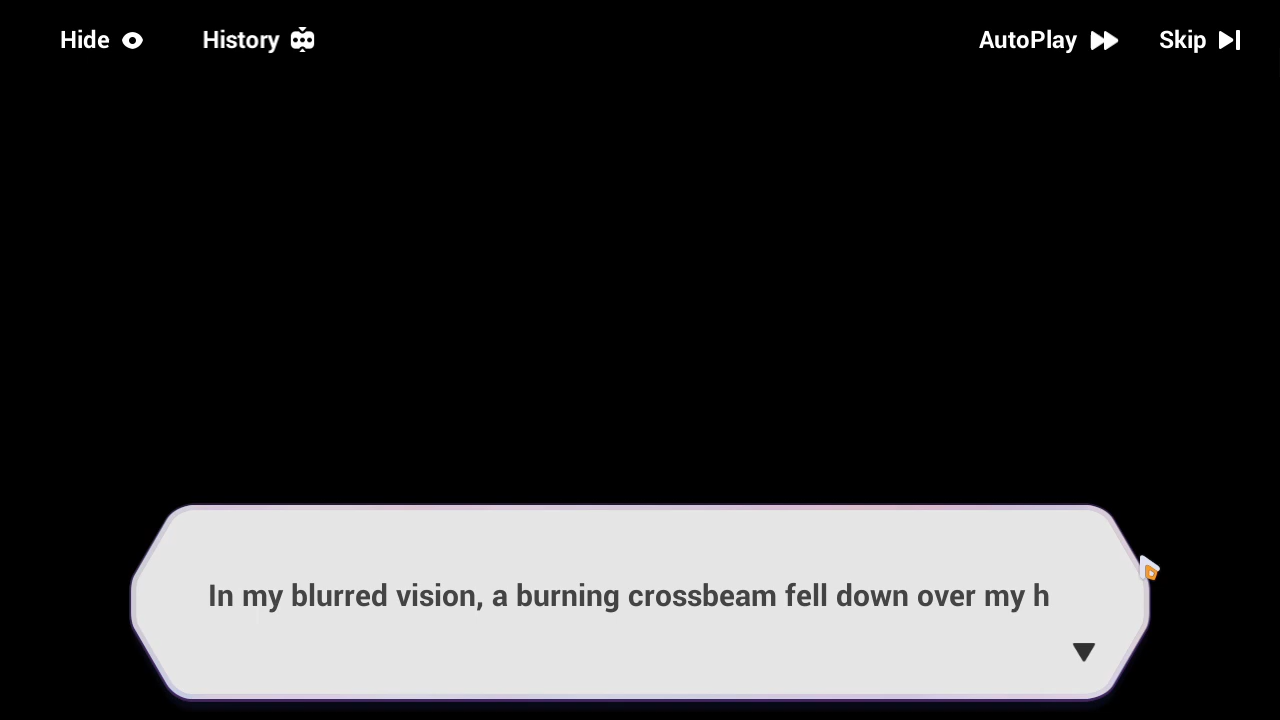 Hide
History
AutoPlay
Skip
In my blurred vision, a burning crossbeam fell down over my h